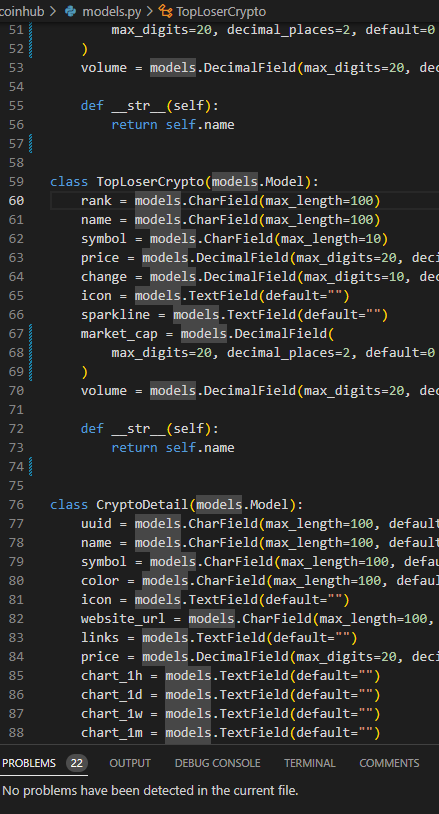 coinhub > models.py > TopLoserCrypto
51 max_digits=20, decimal_places=2, default=0
52 )
53 volume = models.DecimalField(max_digits=20, dec
54
55 def __str__(self):
56 return self.name
57
58
59 class TopLoserCrypto(models.Model):
60 rank = models.CharField(max_length=100)
61 name = models.CharField(max_length=100)
62 symbol = models.CharField(max_length=10)
63 price = models.DecimalField(max_digits=20, dec
64 change = models.DecimalField(max_digits=10, de
65 icon = models.TextField(default="")
66 sparkline = models.TextField(default="")
67 market_cap = models.DecimalField(
68 max_digits=20, decimal_places=2, default=0
69 )
70 volume = models.DecimalField(max_digits=20, dec
71
72 def __str__(self):
73 return self.name
74
75
76 class CryptoDetail(models.Model):
77 uuid = models.CharField(max_length=100, default
78 name = models.CharField(max_length=100, default
79 symbol = models.CharField(max_length=100, defau
80 color = models.CharField(max_length=100, defaul
81 icon = models.TextField(default="")
82 website_url = models.CharField(max_length=100,
83 links = models.TextField(default="")
84 price = models.DecimalField(max_digits=20, deci
85 chart_1h = models.TextField(default="")
86 chart_1d = models.TextField(default="")
87 chart_1w = models.TextField(default="")
88 chart_1m = models.TextField(default="")
PROBLEMS 22 OUTPUT DEBUG CONSOLE TERMINAL COMMENTS
No problems have been detected in the current file.